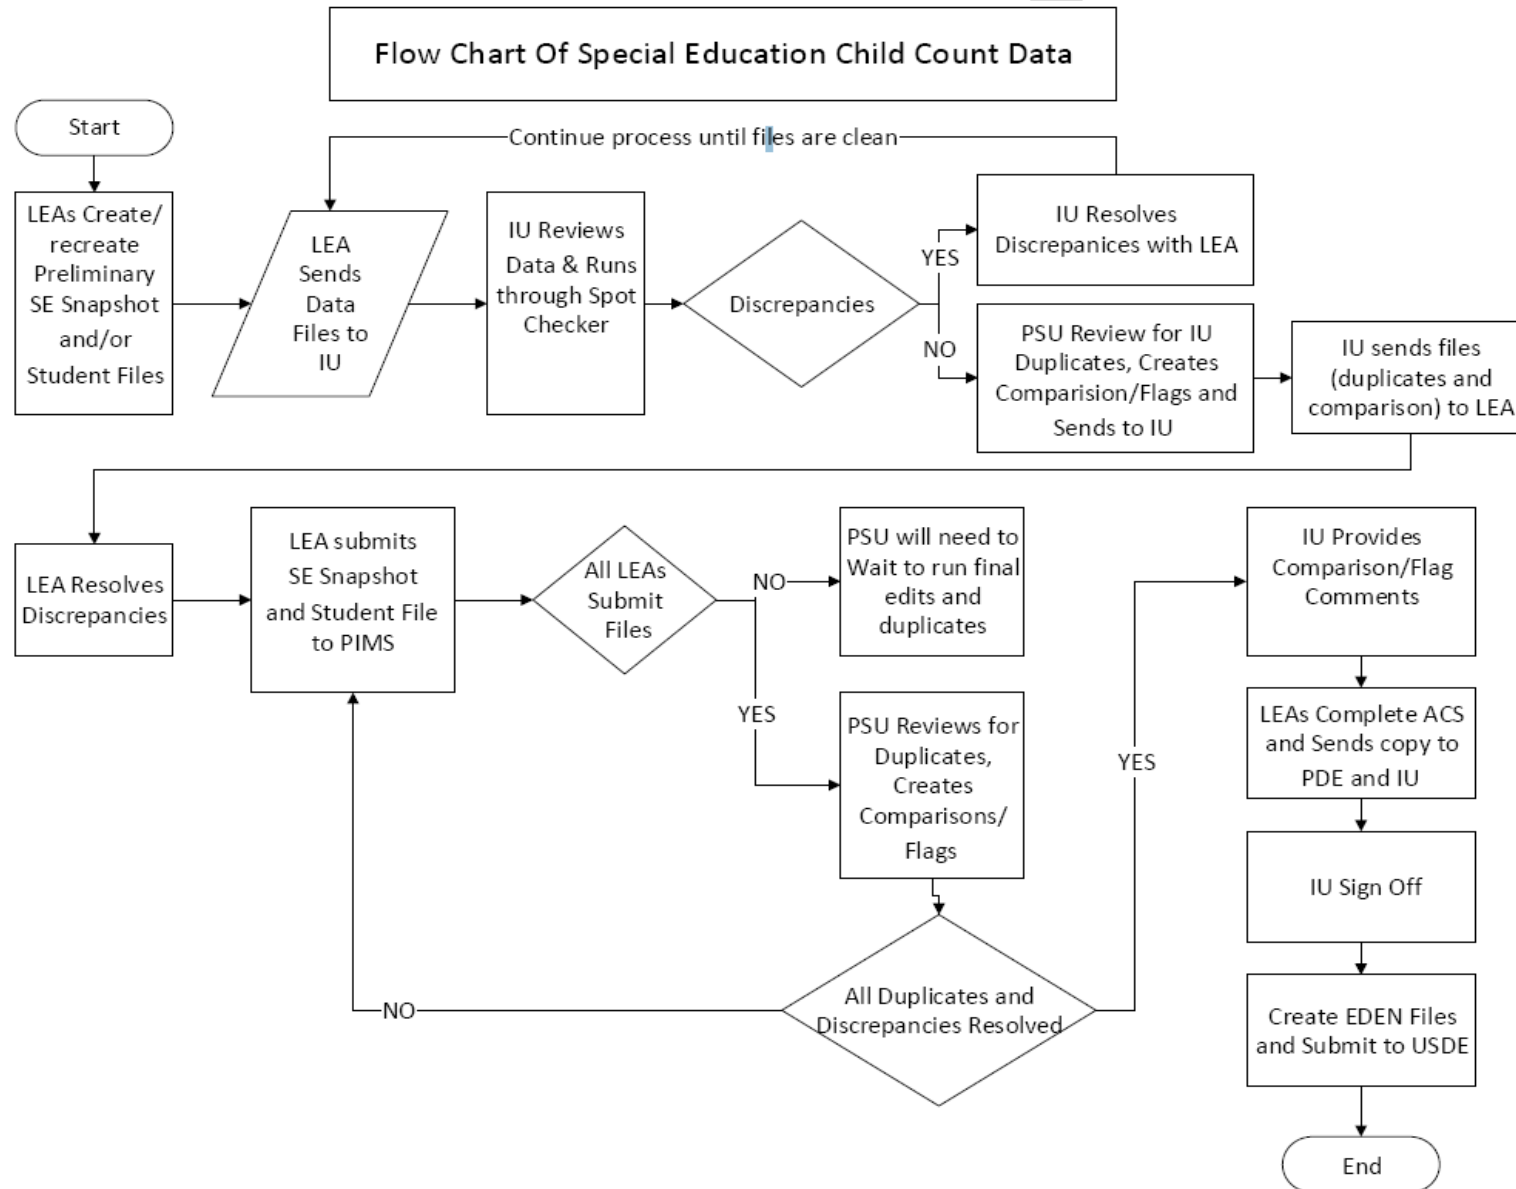 Flow Chart Of Special Education Child Count Data
Start
Continue process until files are clean
LEAs Create/
recreate
Preliminary
SE Snapshot
and/or
Student Files
LEA
Sends
Data
Files to
IU
IU Reviews
Data & Runs
through Spot
Checker
Discrepancies
YES
NO
IU Resolves
Discrepanices with LEA
PSU Review for IU
Duplicates, Creates
Comparision/Flags and
Sends to IU
IU sends files
(duplicates and
comparison) to LEA
LEA Resolves
Discrepancies
LEA submits
SE Snapshot
and Student File
to PIMS
All LEAs
Submit
Files
NO
PSU will need to
Wait to run final
edits and
duplicates
YES
PSU Reviews for
Duplicates,
Creates
Comparisons/
Flags
All Duplicates and
Discrepancies Resolved
NO
YES
IU Provides
Comparison/Flag
Comments
LEAs Complete ACS
and Sends copy to
PDE and IU
IU Sign Off
Create EDEN Files
and Submit to USDE
End